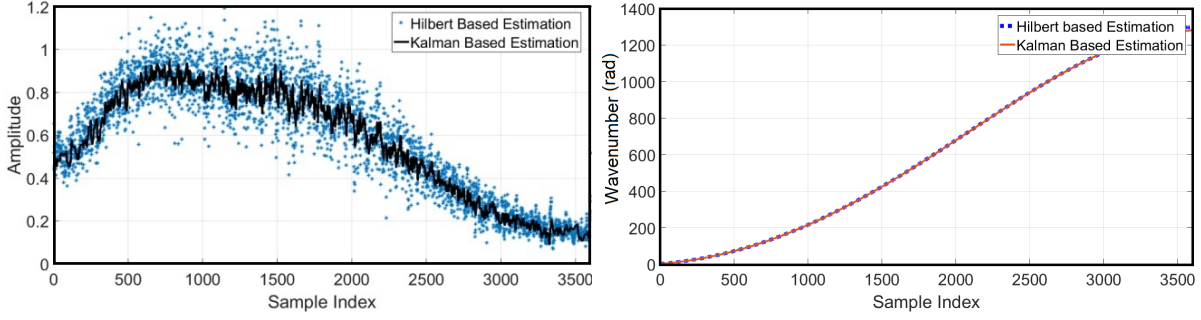 Amplitude
1.2
1
0.8
0.6
0.4
0.2
0
0 500 1000 1500 2000 2500 3000 3500
Sample Index
Hilbert Based Estimation
Kalman Based Estimation
Wavenumber (rad)
1400
1200
1000
800
600
400
200
0
0 500 1000 1500 2000 2500 3000 3500
Sample Index
Hilbert based Estimation
Kalman Based Estimation